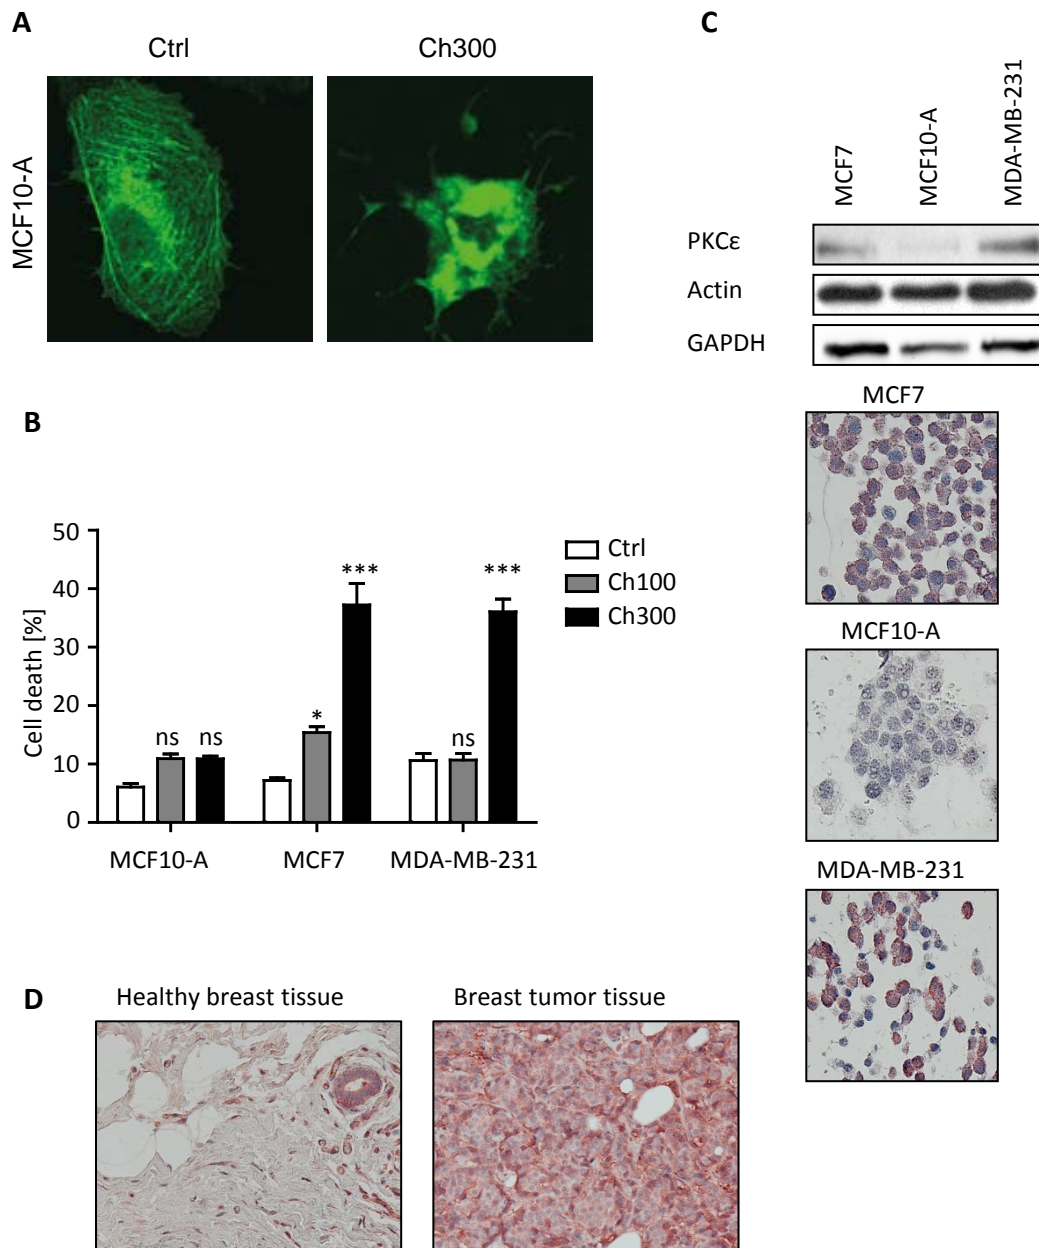 A
Ctrl
Ch300
MCF10-A
B
50
40
30
20
10
0
Cell death [%]
ns
ns
*
***
ns
***
Ctrl
Ch100
Ch300
MCF10-A
MCF7
MDA-MB-231
C
MCF7
MCF10-A
MDA-MB-231
PKCε
Actin
GAPDH
MCF7
MCF10-A
MDA-MB-231
D
Healthy breast tissue
Breast tumor tissue